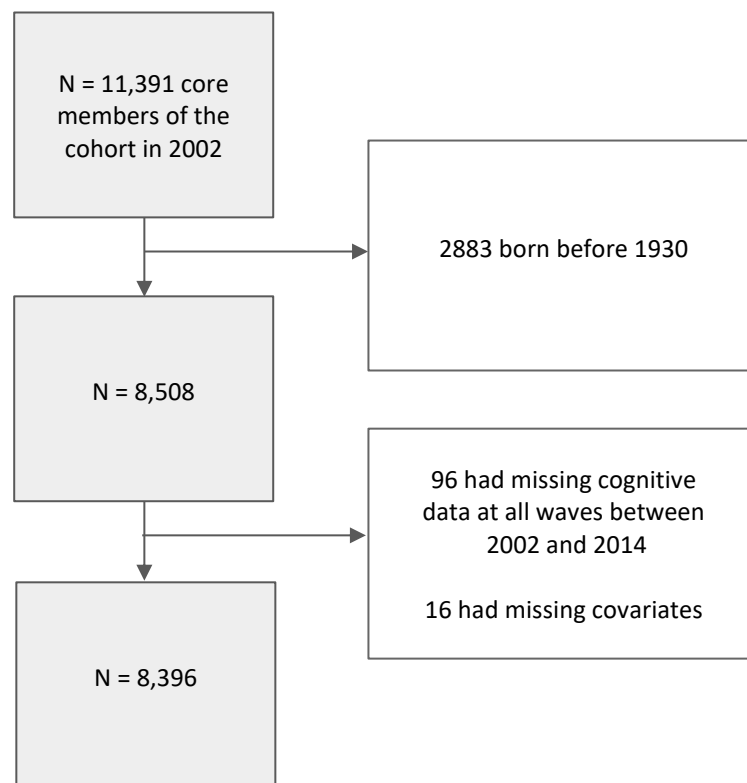 N = 11,391 core
members of the
cohort in 2002
2883 born before 1930
N = 8,508
96 had missing cognitive
data at all waves between
2002 and 2014
16 had missing covariates
N = 8,396